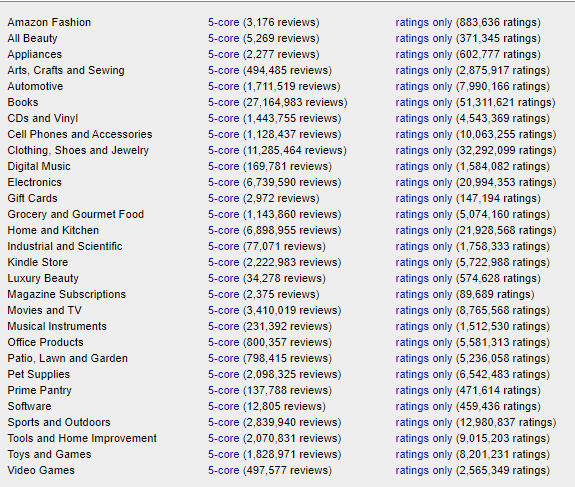 Amazon Fashion 5-core (3,176 reviews) ratings only (883,636 ratings)
All Beauty 5-core (5,269 reviews) ratings only (371,345 ratings)
Appliances 5-core (2,277 reviews) ratings only (602,777 ratings)
Arts, Crafts and Sewing 5-core (494,485 reviews) ratings only (2,875,917 ratings)
Automotive 5-core (1,711,519 reviews) ratings only (7,990,166 ratings)
Books 5-core (27,164,983 reviews) ratings only (51,311,621 ratings)
CDs and Vinyl 5-core (1,443,755 reviews) ratings only (4,543,369 ratings)
Cell Phones and Accessories 5-core (1,128,437 reviews) ratings only (10,063,255 ratings)
Clothing, Shoes and Jewelry 5-core (11,285,464 reviews) ratings only (32,292,099 ratings)
Digital Music 5-core (169,781 reviews) ratings only (1,584,082 ratings)
Electronics 5-core (6,739,590 reviews) ratings only (20,994,353 ratings)
Gift Cards 5-core (2,972 reviews) ratings only (147,194 ratings)
Grocery and Gourmet Food 5-core (1,143,860 reviews) ratings only (5,074,160 ratings)
Home and Kitchen 5-core (6,898,955 reviews) ratings only (21,928,568 ratings)
Industrial and Scientific 5-core (77,071 reviews) ratings only (1,758,333 ratings)
Kindle Store 5-core (2,222,983 reviews) ratings only (5,722,988 ratings)
Luxury Beauty 5-core (34,278 reviews) ratings only (574,628 ratings)
Magazine Subscriptions 5-core (2,375 reviews) ratings only (89,689 ratings)
Movies and TV 5-core (3,410,019 reviews) ratings only (8,765,568 ratings)
Musical Instruments 5-core (231,392 reviews) ratings only (1,512,530 ratings)
Office Products 5-core (800,357 reviews) ratings only (5,581,313 ratings)
Patio, Lawn and Garden 5-core (798,415 reviews) ratings only (5,236,058 ratings)
Pet Supplies 5-core (2,098,325 reviews) ratings only (6,542,483 ratings)
Prime Pantry 5-core (137,788 reviews) ratings only (471,614 ratings)
Software 5-core (12,805 reviews) ratings only (459,436 ratings)
Sports and Outdoors 5-core (2,839,940 reviews) ratings only (12,980,837 ratings)
Tools and Home Improvement 5-core (2,070,831 reviews) ratings only (9,015,203 ratings)
Toys and Games 5-core (1,828,971 reviews) ratings only (8,201,231 ratings)
Video Games 5-core (497,577 reviews) ratings only (2,565,349 ratings)